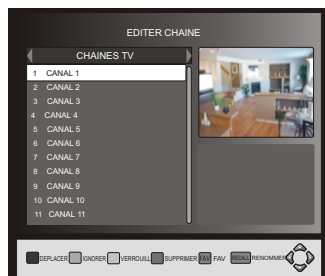 EDITER CHAINE
CHAINES TV
1 CANAL 1
2 CANAL 2
3 CANAL 3
4 CANAL 4
5 CANAL 5
6 CANAL 6
7 CANAL 7
8 CANAL 8
9 CANAL 9
10 CANAL 10
11 CANAL 11
DEPLACER IGNORER VERROUILL SUPPRIMER FAV FAV RECALL RENOMMER